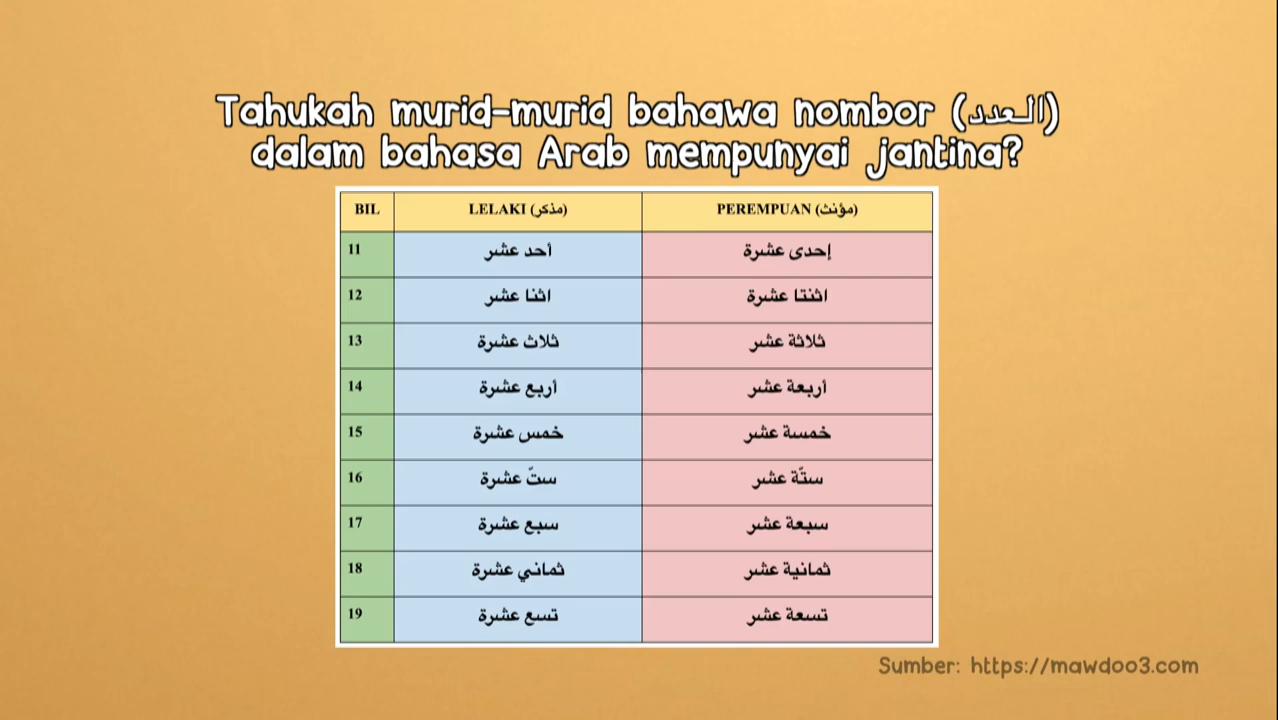 Tahukah murid-murid bahawa nombor (العدد)
dalam bahasa Arab mempunyai jantina?
BIL LELAKI (مذكر) PEREMPUAN (مؤنث)
11 أحد عشر إحدى عشرة
12 اثنا عشر اثنتا عشرة
13 ثلاث عشرة ثلاثة عشر
14 أربع عشرة أربعة عشر
15 خمس عشرة خمسة عشر
16 ستّ عشرة ستّة عشر
17 سبع عشرة سبعة عشر
18 ثماني عشرة ثمانية عشر
19 تسع عشرة تسعة عشر
Sumber: https://mawdoo3.com